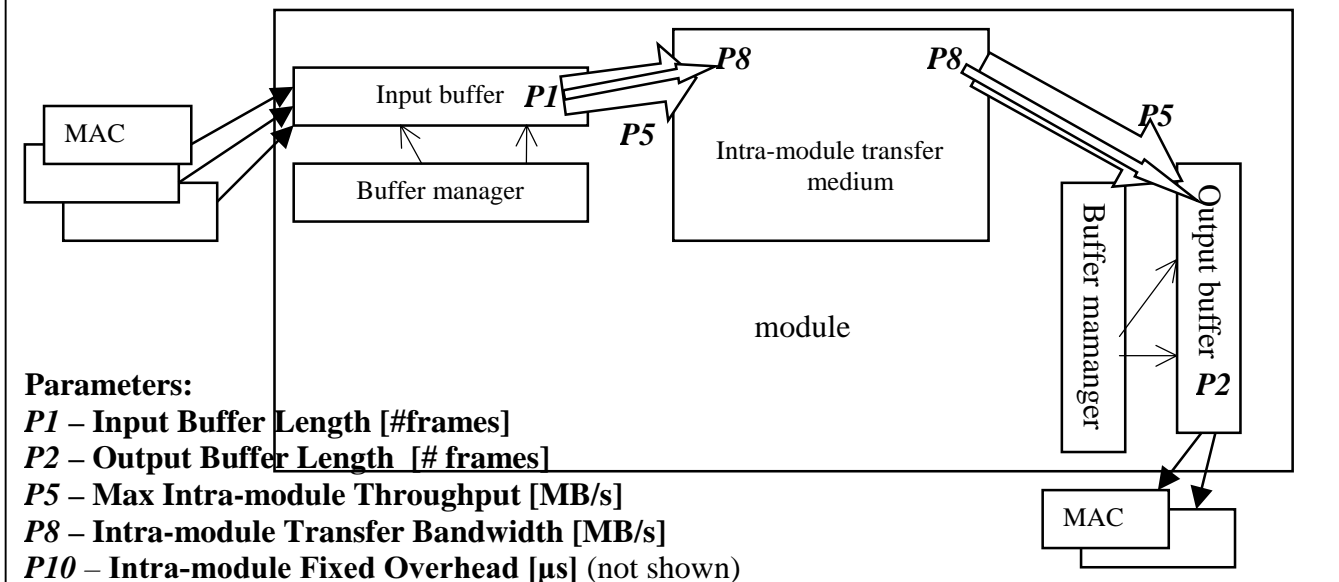 P8
P8
Input buffer P1
P5
P5
MAC
Intra-module transfer
medium
Buffer manager
Output buffer
Buffer mamanger
module
P2
Parameters:
P1 – Input Buffer Length [#frames]
P2 – Output Buffer Length [# frames]
P5 – Max Intra-module Throughput [MB/s]
P8 – Intra-module Transfer Bandwidth [MB/s]
P10 – Intra-module Fixed Overhead [µs] (not shown)
MAC